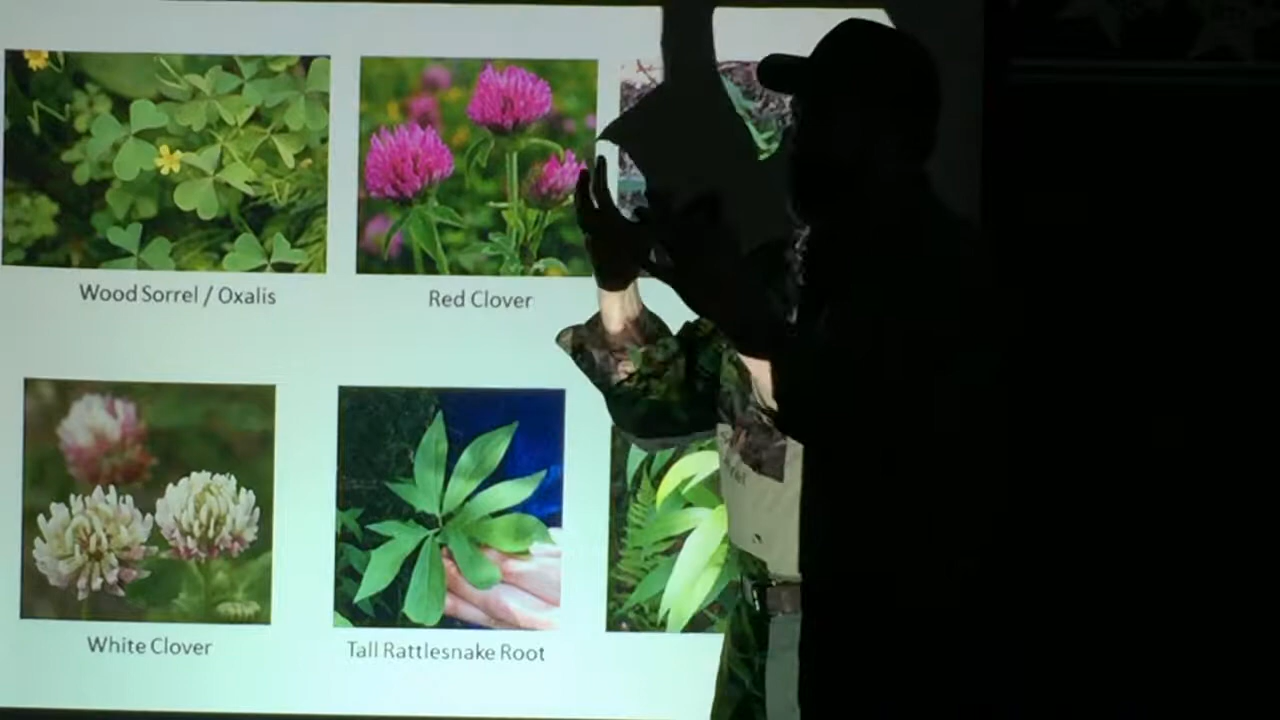 Wood Sorrel / Oxalis
Red Clover
White Clover
Tall Rattlesnake Root